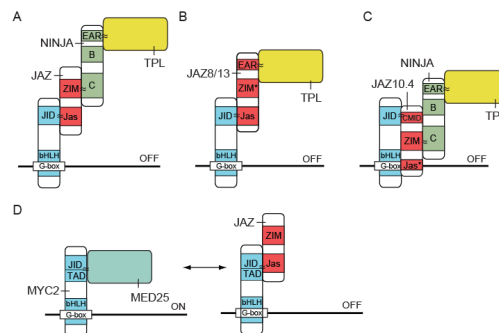 A
NINJA
EAR
B
C
TPL
JAZ
ZIM
JID
Jas
bHLH
G-box
OFF
B
JAZ8/13
EAR
ZIM*
TPL
JID
Jas
bHLH
G-box
OFF
C
NINJA
JAZ10.4
EAR
B
C
TPL
JID
CMID
ZIM
Jas*
bHLH
G-box
OFF
D
JID
TAD
MYC2
MED25
bHLH
G-box
ON
JAZ
ZIM
JID
TAD
Jas
bHLH
G-box
OFF